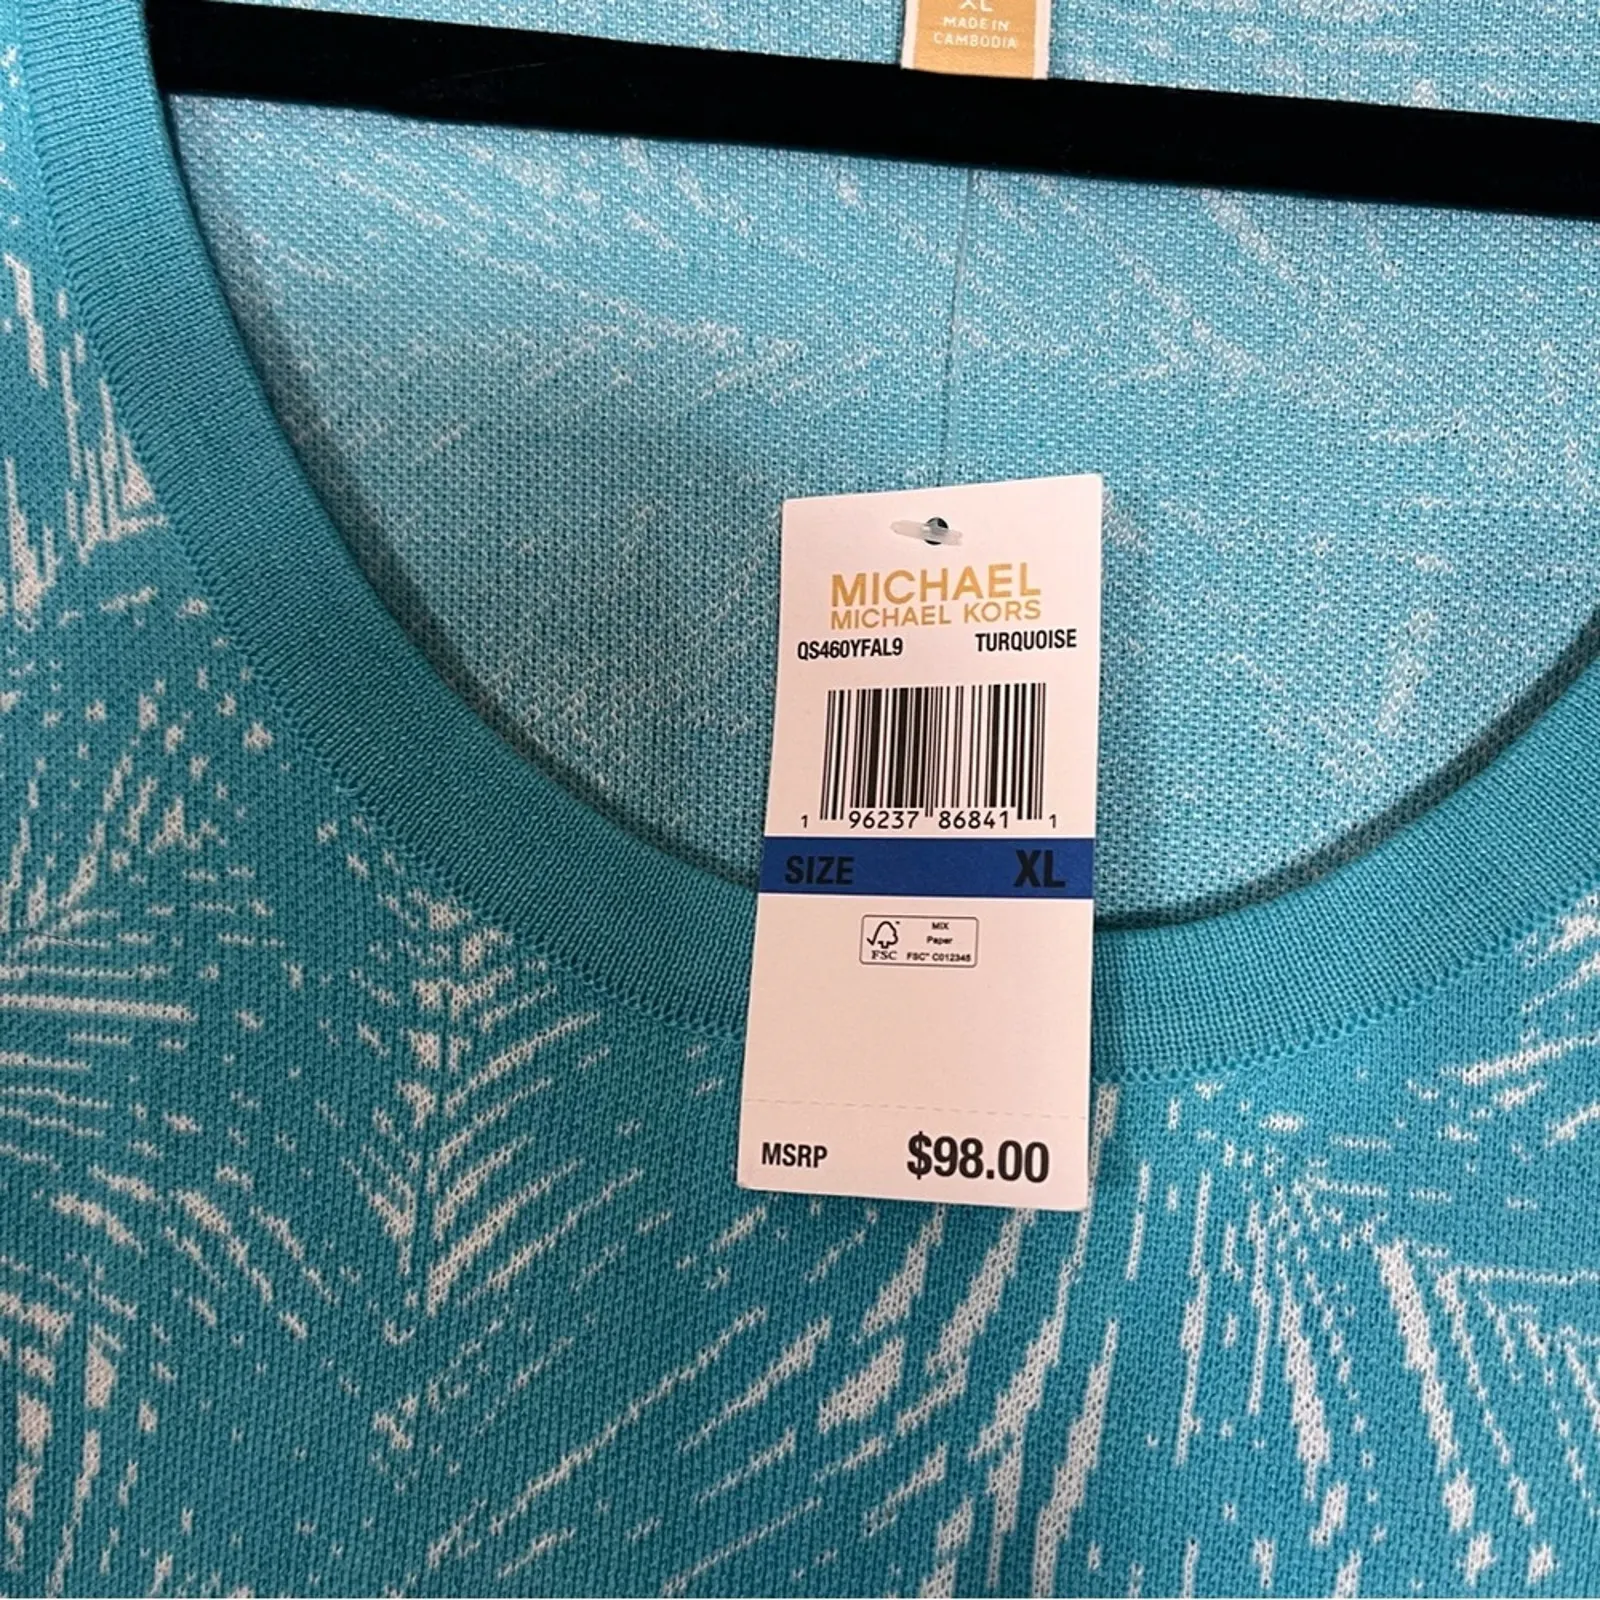 XL
MADE IN
CAMBODIA
MICHAEL
MICHAEL KORS
QS460YFAL9 TURQUOISE
1 96237 86841 1
SIZE XL
MIX
Paper
FSC FSC™ C012345
MSRP $98.00